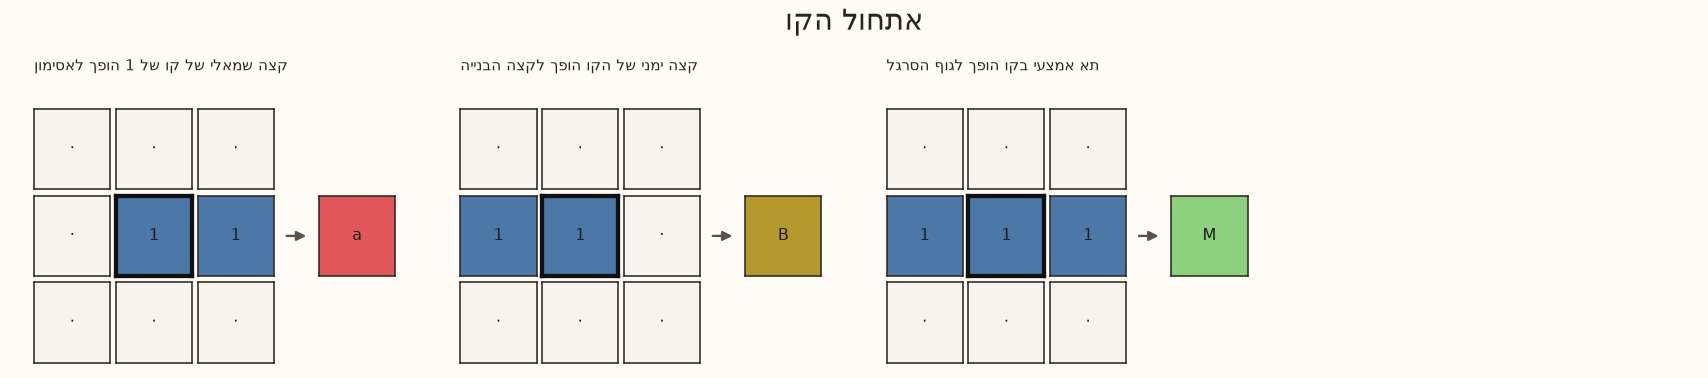 אתחול הקו
קצה שמאלי של קו של 1 הופך לאסימון
· · ·
· 1 1 → a
· · ·
קצה ימני של הקו הופך לקצה הבנייה
· · ·
1 1 · → B
· · ·
תא אמצעי בקו הופך לגוף הסרגל
· · ·
1 1 1 → M
· · ·